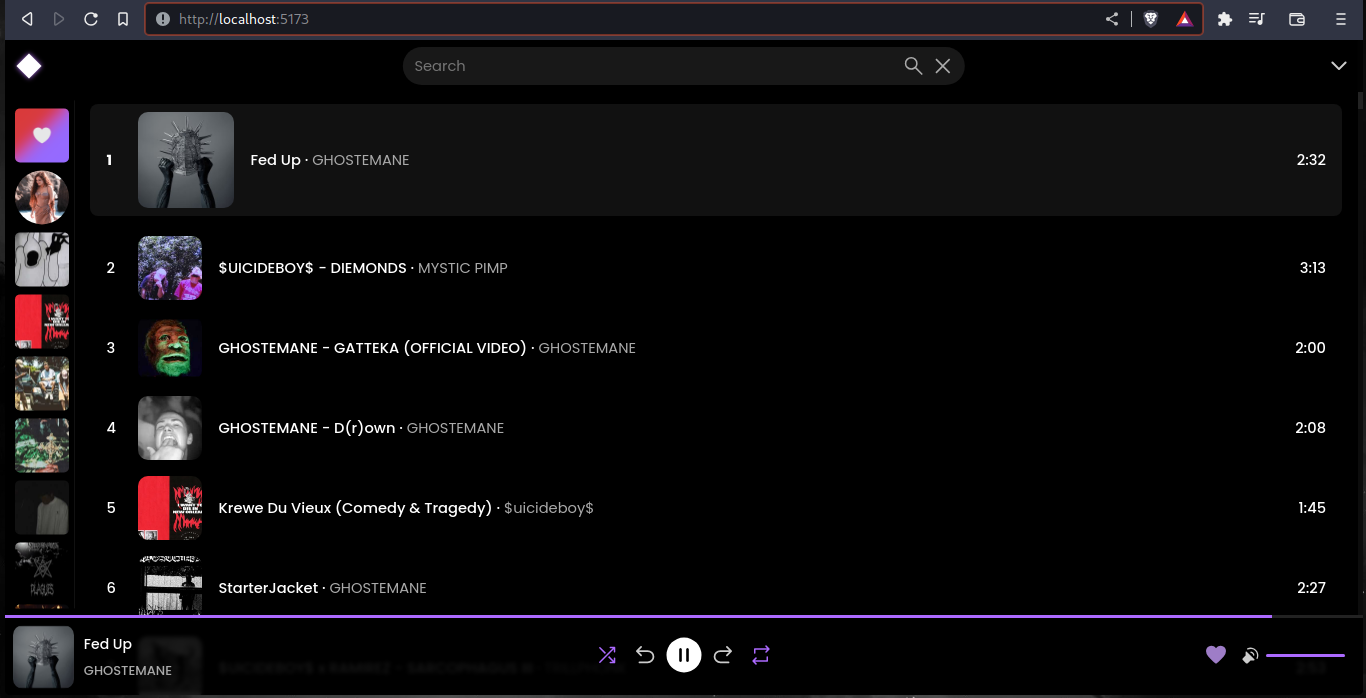 http://localhost:5173
Search
1 Fed Up · GHOSTEMANE 2:32
2 $UICIDEBOY$ - DIEMONDS · MYSTIC PIMP 3:13
3 GHOSTEMANE - GATTEKA (OFFICIAL VIDEO) · GHOSTEMANE 2:00
4 GHOSTEMANE - D(r)own · GHOSTEMANE 2:08
5 Krewe Du Vieux (Comedy & Tragedy) · $uicideboy$ 1:45
6 StarterJacket · GHOSTEMANE 2:27
PLAGUES
Fed Up
GHOSTEMANE